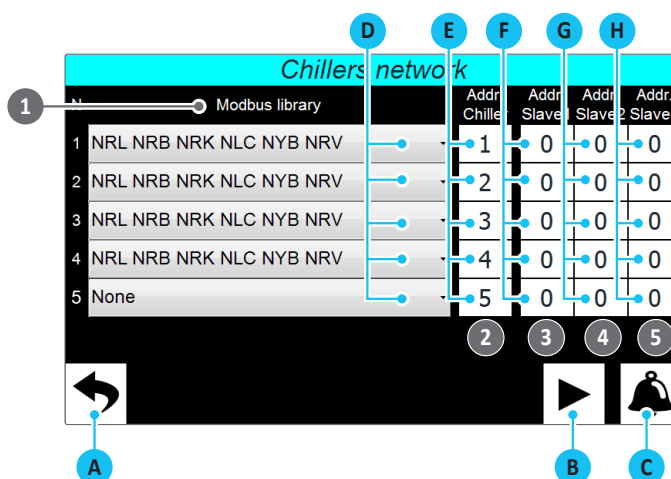 D E F G H
Chillers network
1 N Modbus library Addr. Chiller Addr. Slave1 Addr. Slave2 Addr. Slave
1 NRL NRB NRK NLC NYB NRV 1 0 0 0
2 NRL NRB NRK NLC NYB NRV 2 0 0 0
3 NRL NRB NRK NLC NYB NRV 3 0 0 0
4 NRL NRB NRK NLC NYB NRV 4 0 0 0
5 None 5 0 0 0
2 3 4 5
A B C